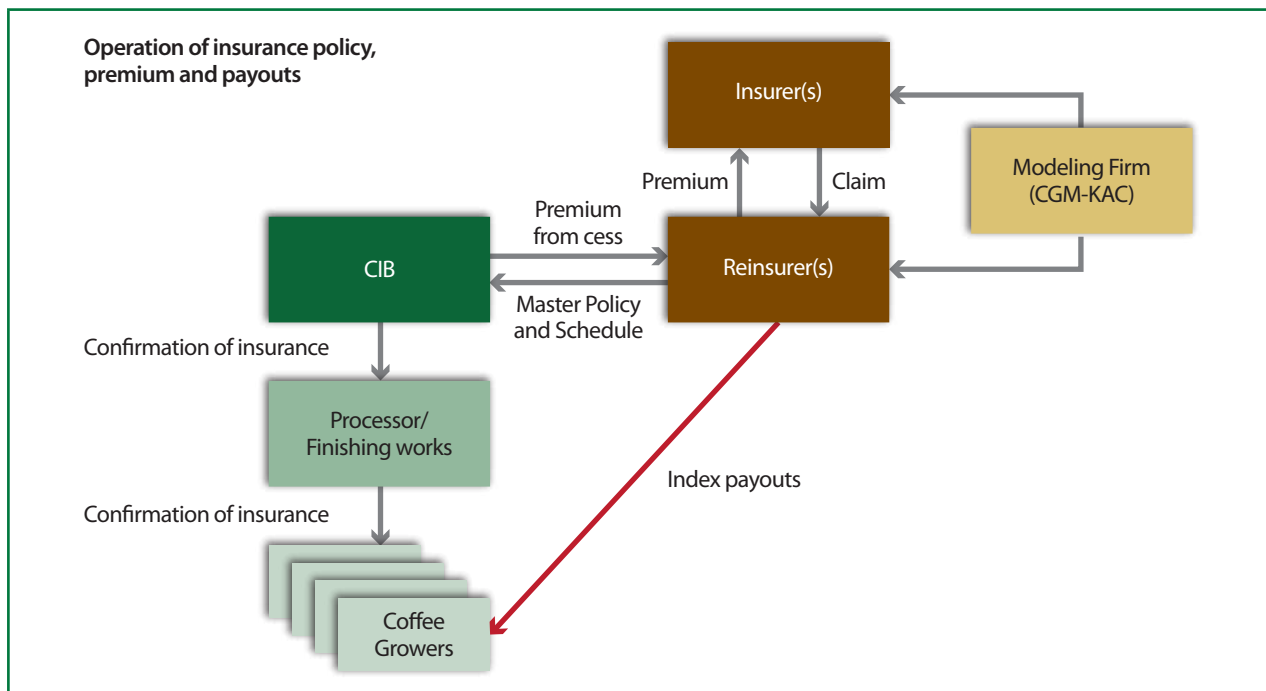 Operation of insurance policy,
premium and payouts
Insurer(s)
Modeling Firm
(CGM-KAC)
Premium
Claim
Premium
from cess
CIB
Reinsurer(s)
Master Policy
and Schedule
Confirmation of insurance
Processor/
Finishing works
Index payouts
Confirmation of insurance
Coffee
Growers